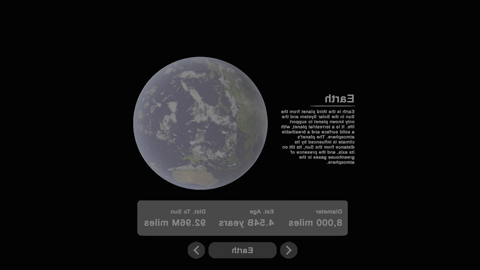 Earth
Earth is the third planet from the
Sun in the Solar System and the
only known planet to support
life. It is a terrestrial planet, with
a solid surface and a breathable
atmosphere. The planet's
climate is influenced by its
distance from the Sun, its tilt on
its axis, and the presence of
greenhouse gases in the
atmosphere.
Diameter Est. Age Dist. To Sun
8,000 miles 4.54B years 92.96M miles
Earth